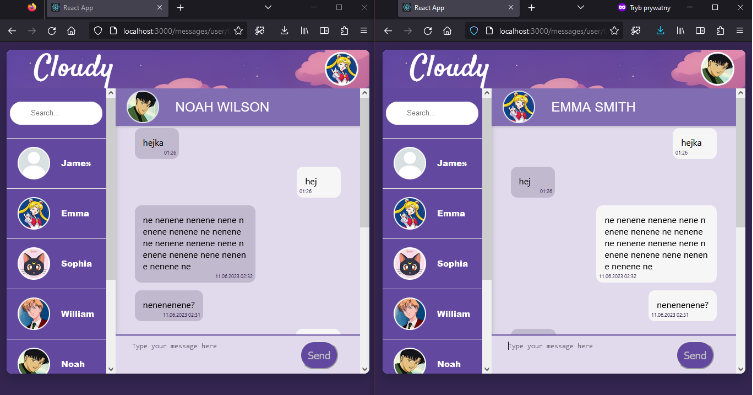 React App
React App
Tryb prywatny
localhost:3000/messages/user/
localhost:3000/messages/user/
Cloudy
Search ...
James
Emma
Sophia
William
Noah
NOAH WILSON
hejka
01:26
hej
01:26
ne nenene nenene nene n
enene nenene ne nenene
ne nenene nenene nene n
enene nenene nene nenen
e nenene ne
11.06.2023 02:32
nenenenene?
11.06.2023 02:31
Type your message here
Send
Cloudy
Search ...
James
Emma
Sophia
William
Noah
EMMA SMITH
hejka
01:26
hej
01:26
ne nenene nenene nene n
enene nenene ne nenene
ne nenene nenene nene n
enene nenene nene nenen
e nenene ne
11.06.2023 02:32
nenenenene?
11.06.2023 02:31
Type your message here
Send